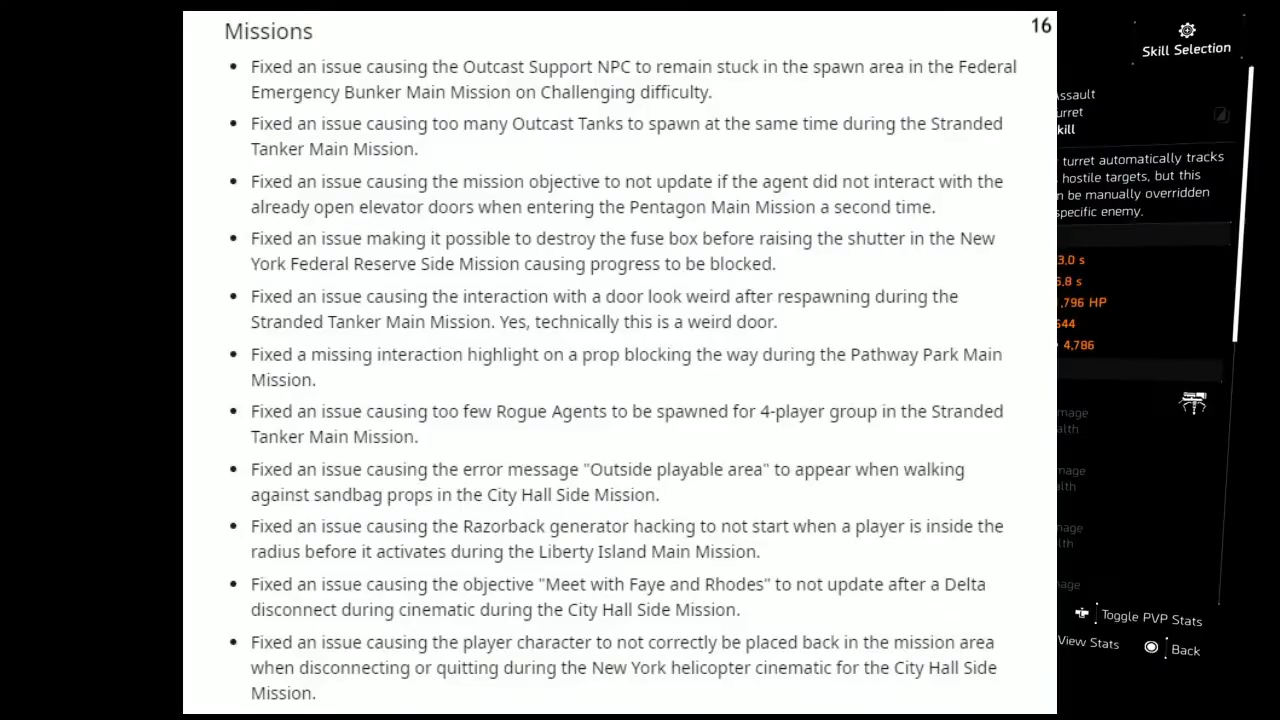 Missions
16
• Fixed an issue causing the Outcast Support NPC to remain stuck in the spawn area in the Federal
Emergency Bunker Main Mission on Challenging difficulty.
• Fixed an issue causing too many Outcast Tanks to spawn at the same time during the Stranded
Tanker Main Mission.
• Fixed an issue causing the mission objective to not update if the agent did not interact with the
already open elevator doors when entering the Pentagon Main Mission a second time.
• Fixed an issue making it possible to destroy the fuse box before raising the shutter in the New
York Federal Reserve Side Mission causing progress to be blocked.
• Fixed an issue causing the interaction with a door look weird after respawning during the
Stranded Tanker Main Mission. Yes, technically this is a weird door.
• Fixed a missing interaction highlight on a prop blocking the way during the Pathway Park Main
Mission.
• Fixed an issue causing too few Rogue Agents to be spawned for 4-player group in the Stranded
Tanker Main Mission.
• Fixed an issue causing the error message "Outside playable area" to appear when walking
against sandbag props in the City Hall Side Mission.
• Fixed an issue causing the Razorback generator hacking to not start when a player is inside the
radius before it activates during the Liberty Island Main Mission.
• Fixed an issue causing the objective "Meet with Faye and Rhodes" to not update after a Delta
disconnect during cinematic during the City Hall Side Mission.
• Fixed an issue causing the player character to not correctly be placed back in the mission area
when disconnecting or quitting during the New York helicopter cinematic for the City Hall Side
Mission.
Skill Selection
Assault
urret
kill
turret automatically tracks
hostile targets, but this
n be manually overridden
specific enemy.
3,0 s
5,8 s
,796 HP
544
4,786
mage
alth
mage
lth
mage
lth
age
Toggle PVP Stats
View Stats
Back